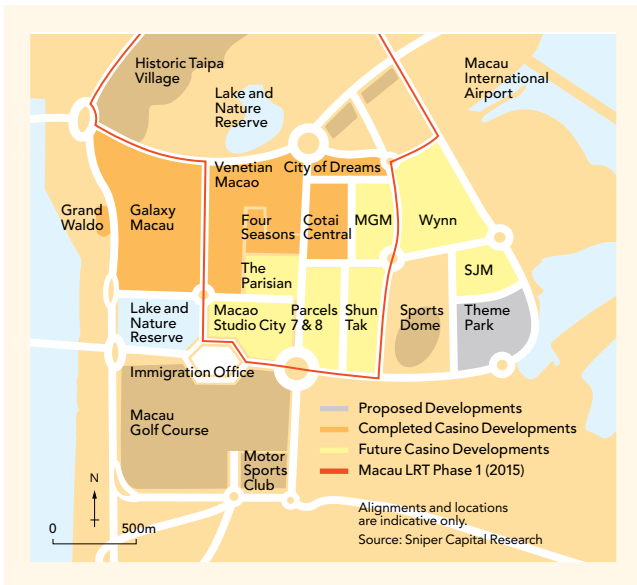 Historic Taipa
Village
Lake and
Nature
Reserve
Macau
International
Airport
Venetian
Macao
City of Dreams
Grand
Waldo
Galaxy
Macau
Four
Seasons
Cotai
Central
MGM
Wynn
The
Parisian
SJM
Lake and
Nature
Reserve
Macao
Studio City
Parcels
7 & 8
Shun
Tak
Sports
Dome
Theme
Park
Immigration Office
Macau
Golf Course
Motor
Sports
Club
Proposed Developments
Completed Casino Developments
Future Casino Developments
Macau LRT Phase 1 (2015)
N
0 500m
Alignments and locations
are indicative only.
Source: Sniper Capital Research